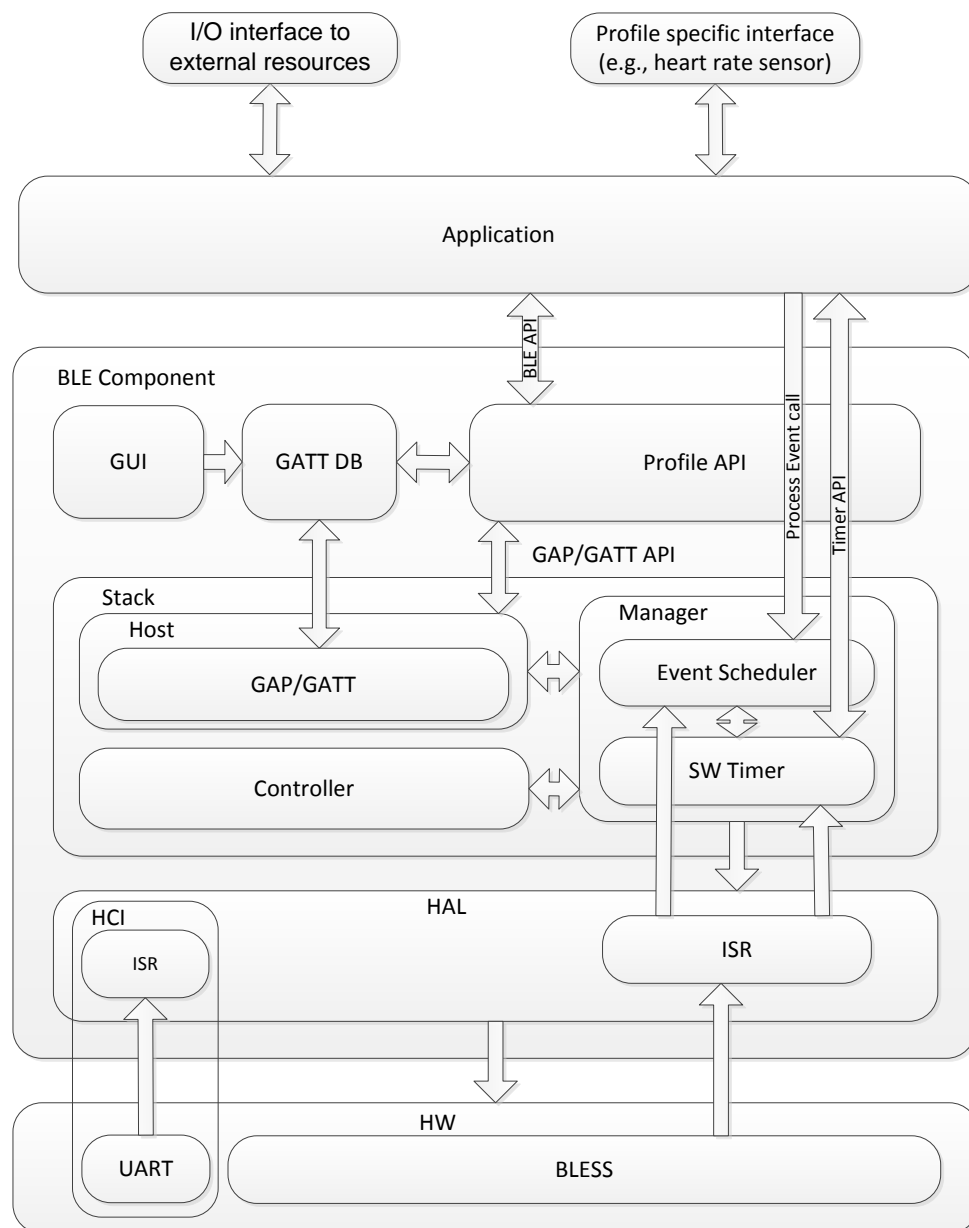 I/O interface to
external resources
Profile specific interface
(e.g., heart rate sensor)
Application
BLE API
Process Event call
Timer API
BLE Component
GUI
GATT DB
Profile API
GAP/GATT API
Stack
Host
GAP/GATT
Manager
Event Scheduler
SW Timer
Controller
HAL
HCI
ISR
ISR
HW
UART
BLESS